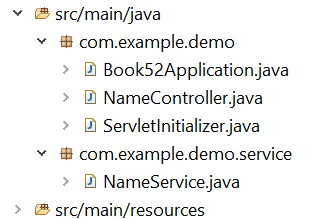 src/main/java
com.example.demo
Book52Application.java
NameController.java
ServletInitializer.java
com.example.demo.service
NameService.java
src/main/resources